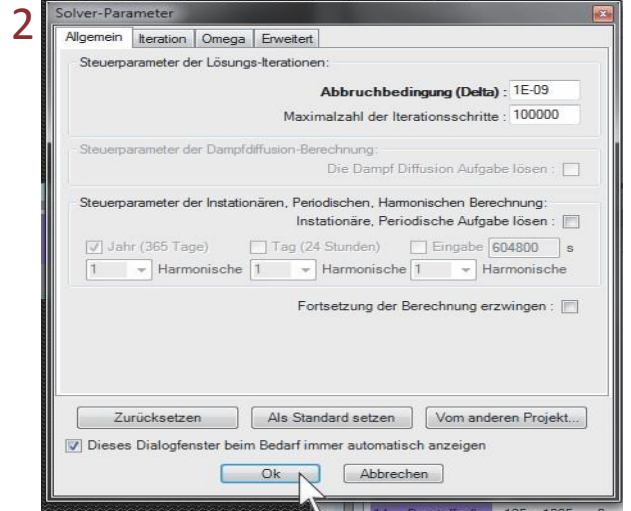 2
Solver-Parameter
Allgemein Iteration Omega Erweitert
Steuerparameter der Lösungs-Iterationen:
Abbruchbedingung (Delta) : 1E-09
Maximalzahl der Iterationsschritte : 100000
Steuerparameter der Dampfdiffusion-Berechnung:
Die Dampf Diffusion Aufgabe lösen :
Steuerparameter der Instationären, Periodischen, Harmonischen Berechnung:
Instationäre, Periodische Aufgabe lösen :
Jahr (365 Tage) Tag (24 Stunden) Eingabe 604800 s
1 Harmonische 1 Harmonische 1 Harmonische
Fortsetzung der Berechnung erzwingen :
Zurücksetzen Als Standard setzen Vom anderen Projekt...
Dieses Dialogfenster beim Bedarf immer automatisch anzeigen
Ok Abbrechen